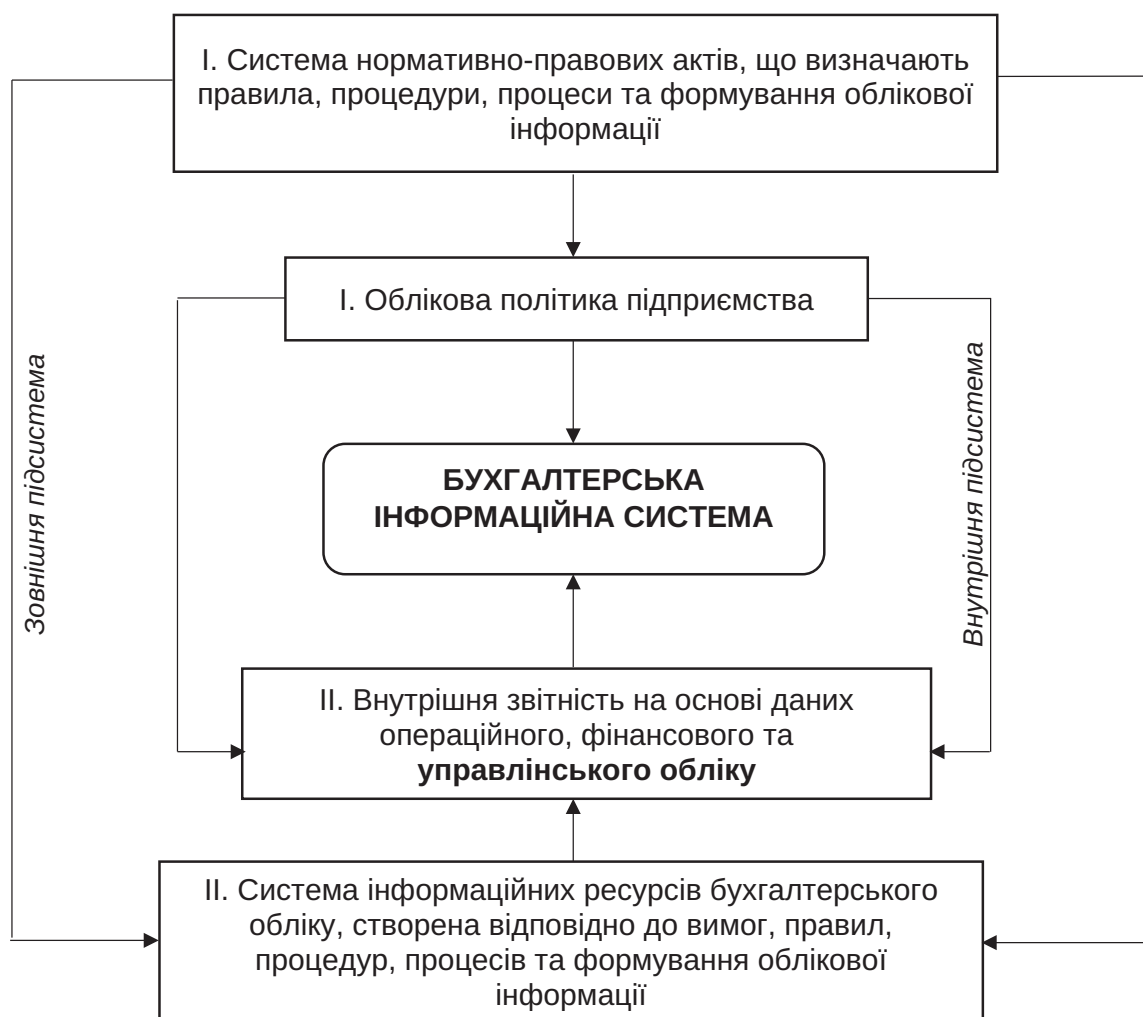 I. Система нормативно-правових актів, що визначають
правила, процедури, процеси та формування облікової
інформації
I. Облікова політика підприємства
Зовнішня підсистема
Внутрішня підсистема
БУХГАЛТЕРСЬКА
ІНФОРМАЦІЙНА СИСТЕМА
II. Внутрішня звітність на основі даних
операційного, фінансового та
управлінського обліку
II. Система інформаційних ресурсів бухгалтерського
обліку, створена відповідно до вимог, правил,
процедур, процесів та формування облікової
інформації